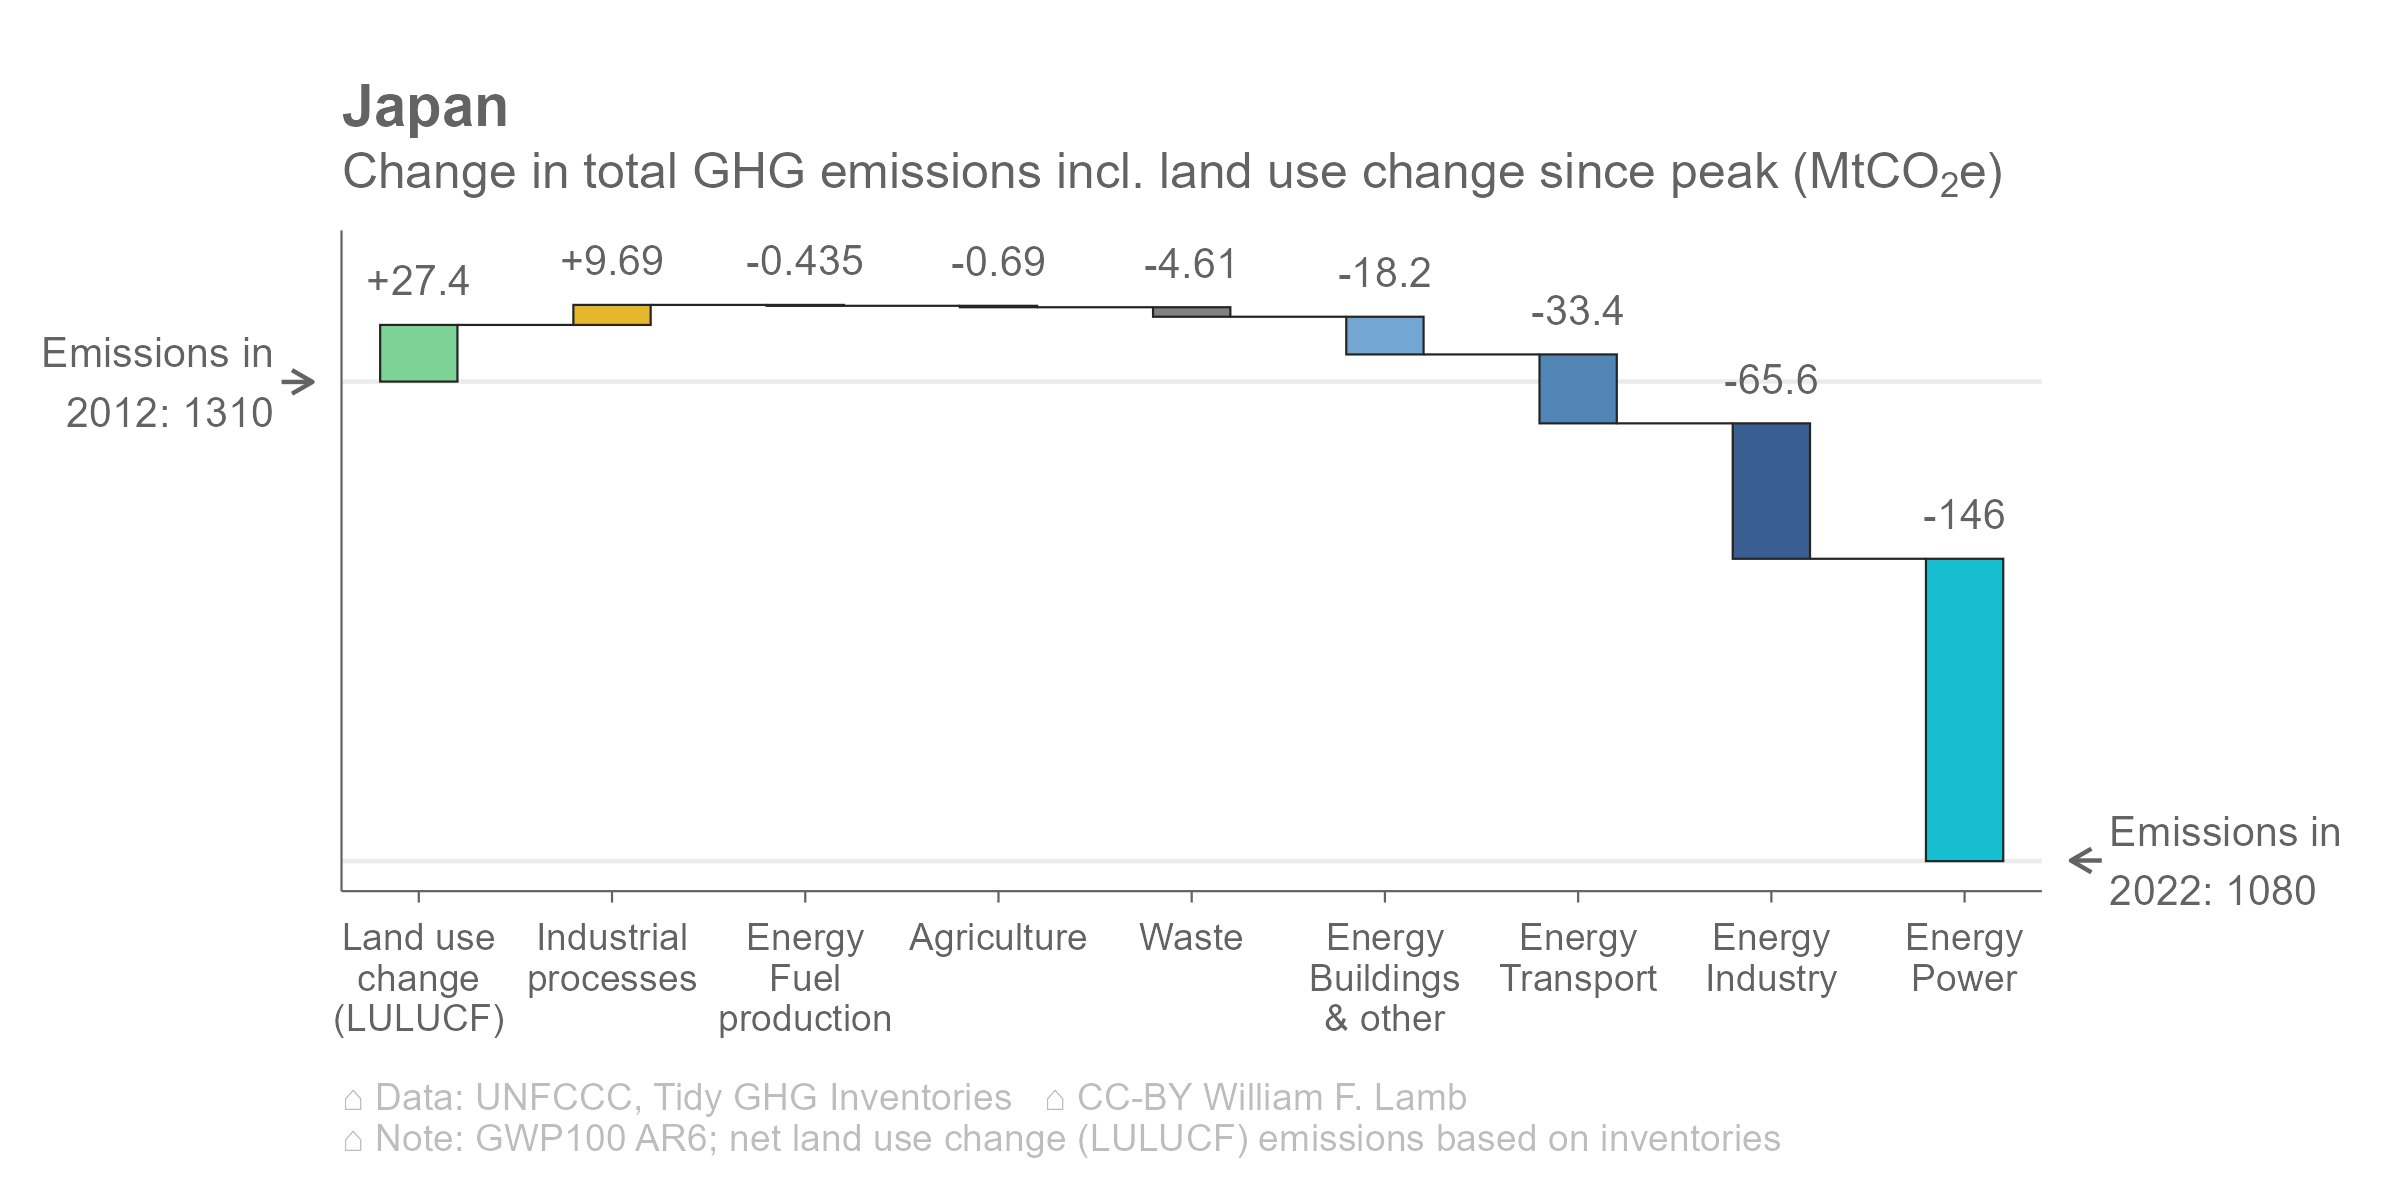 Japan
Change in total GHG emissions incl. land use change since peak (MtCO₂e)
+27.4
+9.69
-0.435
-0.69
-4.61
-18.2
-33.4
-65.6
-146
Emissions in
2012: 1310
Emissions in
2022: 1080
Land use
change
(LULUCF)
Industrial
processes
Energy
Fuel
production
Agriculture
Waste
Energy
Buildings
& other
Energy
Transport
Energy
Industry
Energy
Power
⌂ Data: UNFCCC, Tidy GHG Inventories ⌂ CC-BY William F. Lamb
⌂ Note: GWP100 AR6; net land use change (LULUCF) emissions based on inventories